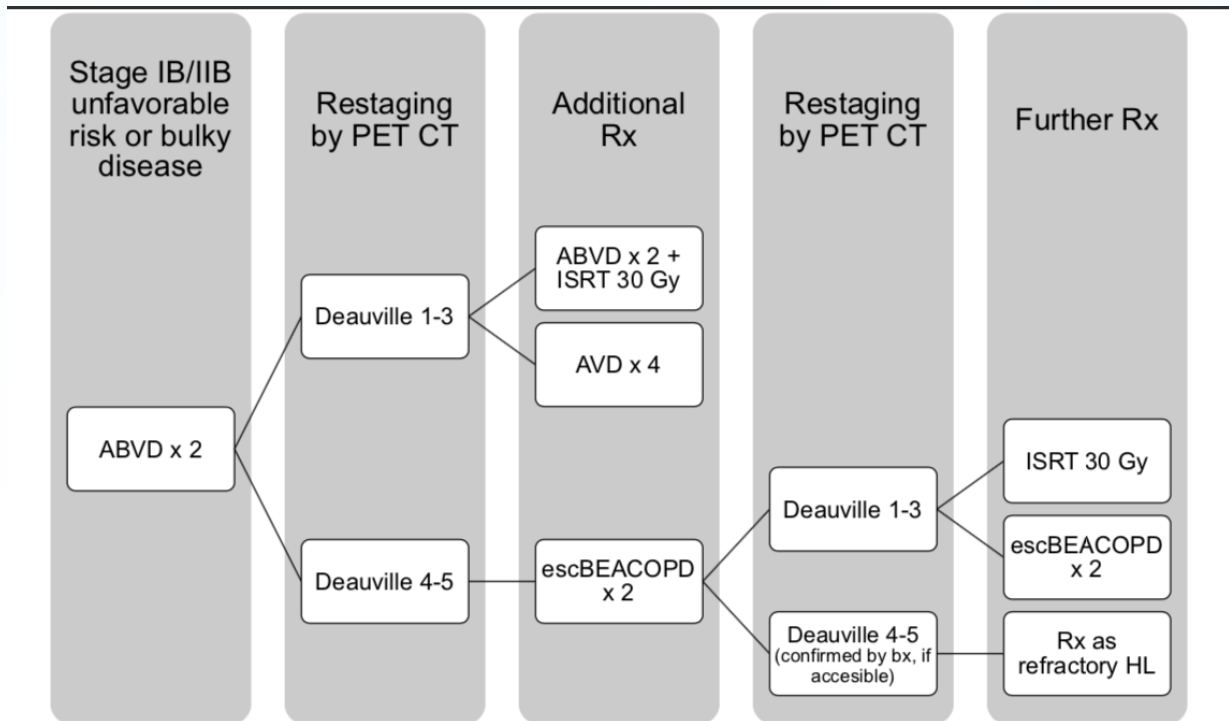 Stage IB/IIB
unfavorable
risk or bulky
disease
Restaging
by PET CT
Additional
Rx
Restaging
by PET CT
Further Rx
ABVD x 2
Deauville 1-3
Deauville 4-5
ABVD x 2 +
ISRT 30 Gy
AVD x 4
escBEACOPD
x 2
Deauville 1-3
Deauville 4-5
(confirmed by bx, if
accesible)
ISRT 30 Gy
escBEACOPD
x 2
Rx as
refractory HL